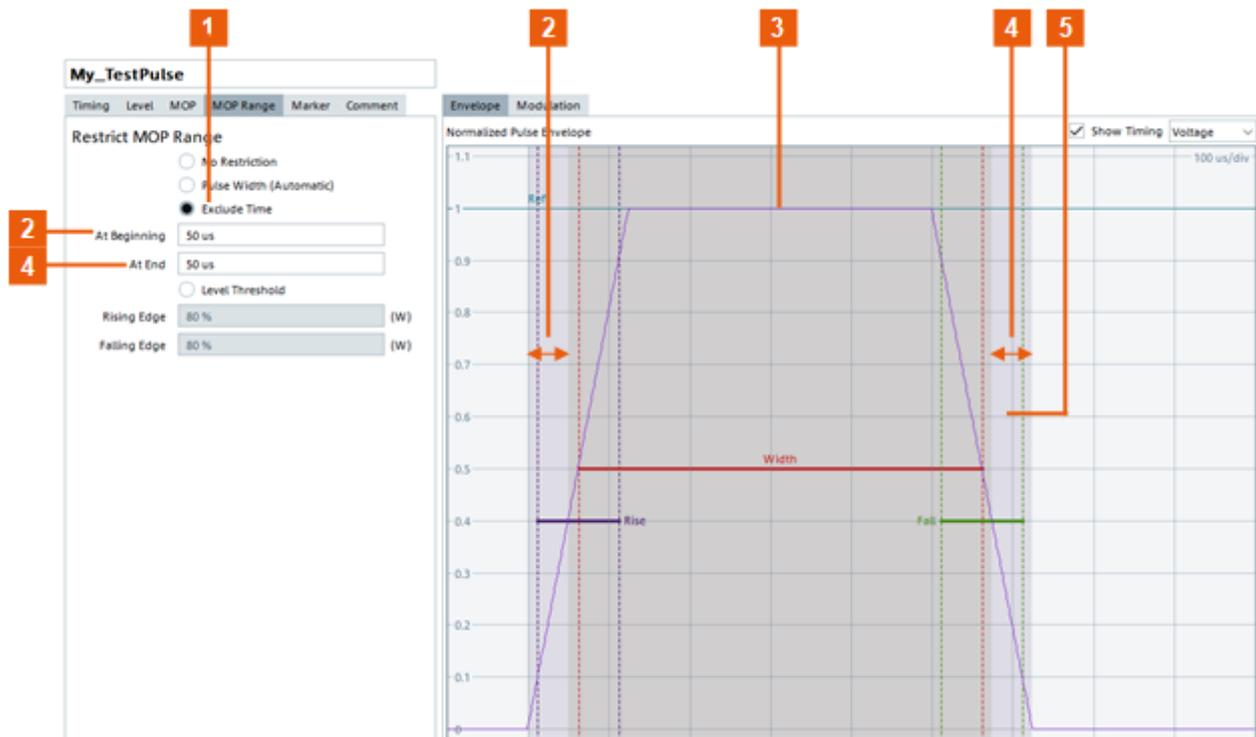 1
2
3
4
5
My_TestPulse
Timing Level MOP MOP Range Marker Comment
Restrict MOP Range
No Restriction
Pulse Width (Automatic)
Exclude Time
2
At Beginning 50 us
4
At End 50 us
Level Threshold
Rising Edge 80 % (W)
Falling Edge 80 % (W)
Envelope Modulation
Normalized Pulse Envelope
Show Timing Voltage
1.1
100 us/div
Ref
1
0.9
0.8
0.7
0.6
Width
0.5
0.4
Rise
Fall
0.3
0.2
0.1
0